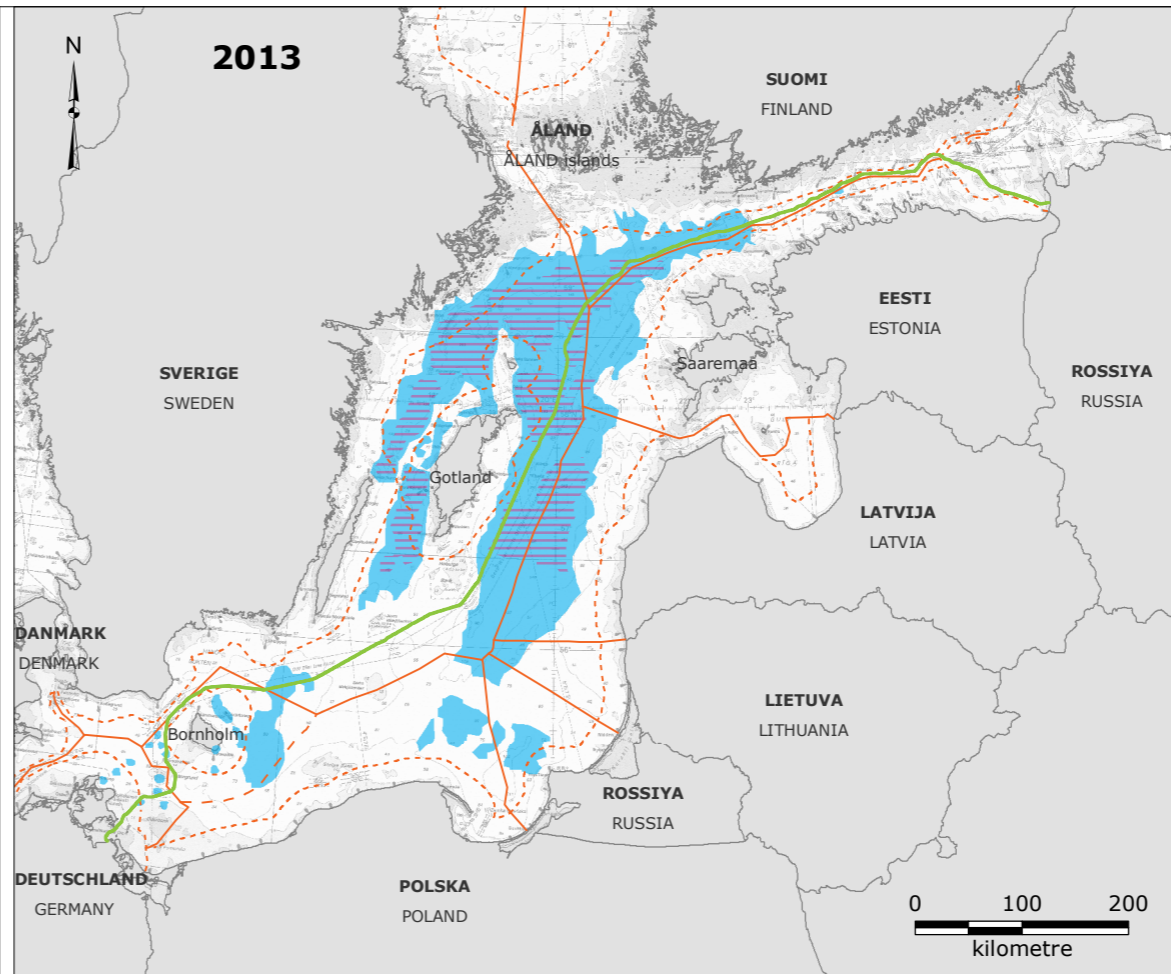 2013
N
SUOMI
FINLAND
ÅLAND
ÅLAND islands
EESTI
ESTONIA
SVERIGE
SWEDEN
Saaremaa
ROSSIYA
RUSSIA
Gotland
LATVIJA
LATVIA
DANMARK
DENMARK
LIETUVA
LITHUANIA
Bornholm
ROSSIYA
RUSSIA
DEUTSCHLAND
GERMANY
POLSKA
POLAND
0 100 200
kilometre